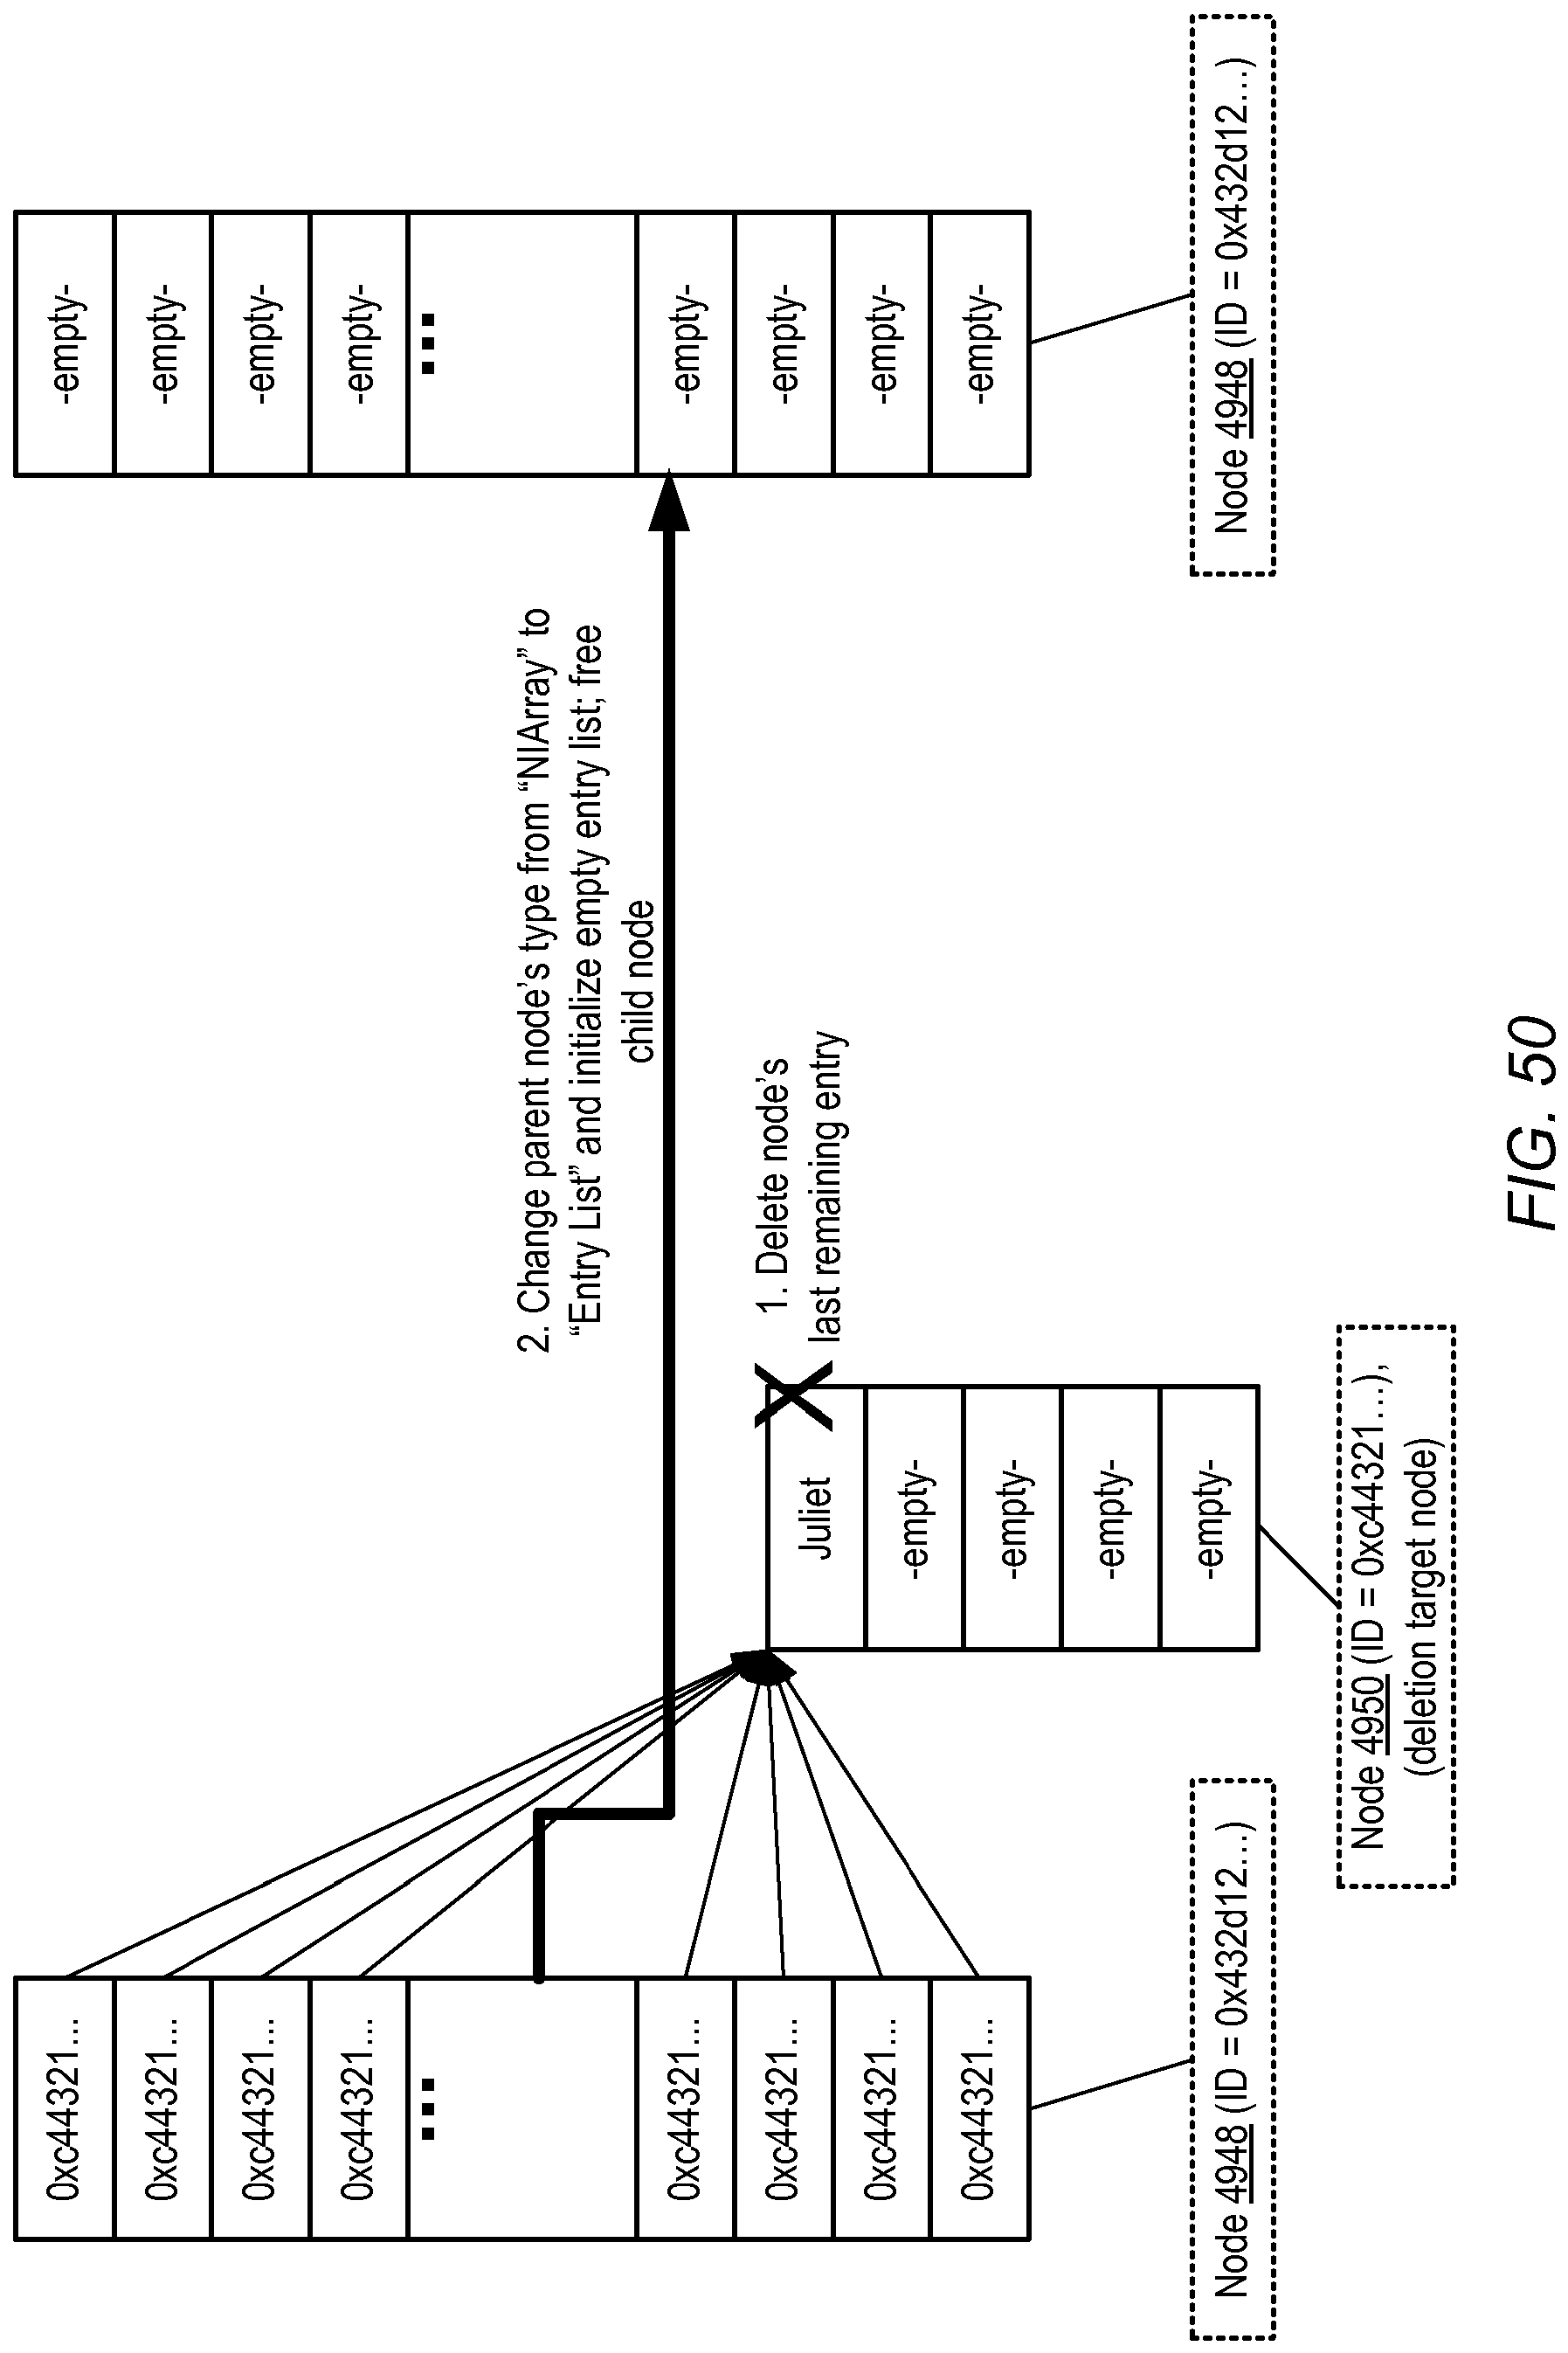 0xc44321…
0xc44321…
0xc44321…
0xc44321…
…
0xc44321…
0xc44321…
0xc44321…
0xc44321…
Node 4948 (ID = 0x432d12…)
Juliet
-empty-
-empty-
-empty-
-empty-
Node 4950 (ID = 0xc44321…),
(deletion target node)
1. Delete node’s
last remaining entry
2. Change parent node’s type from “NIArray” to
“Entry List” and initialize empty entry list; free
child node
-empty-
-empty-
-empty-
-empty-
…
-empty-
-empty-
-empty-
-empty-
Node 4948 (ID = 0x432d12…)
FIG. 50